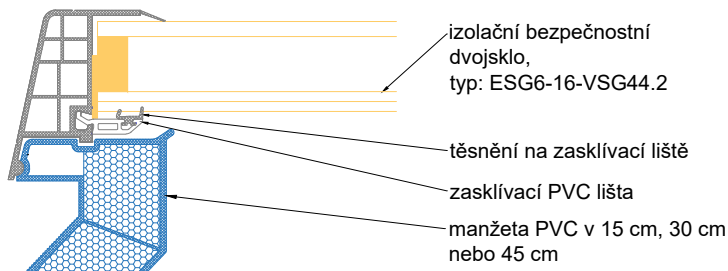 izolační bezpečnostní
dvojsklo,
typ: ESG6-16-VSG44.2
těsnění na zasklívací liště
zasklívací PVC lišta
manžeta PVC v 15 cm, 30 cm
nebo 45 cm